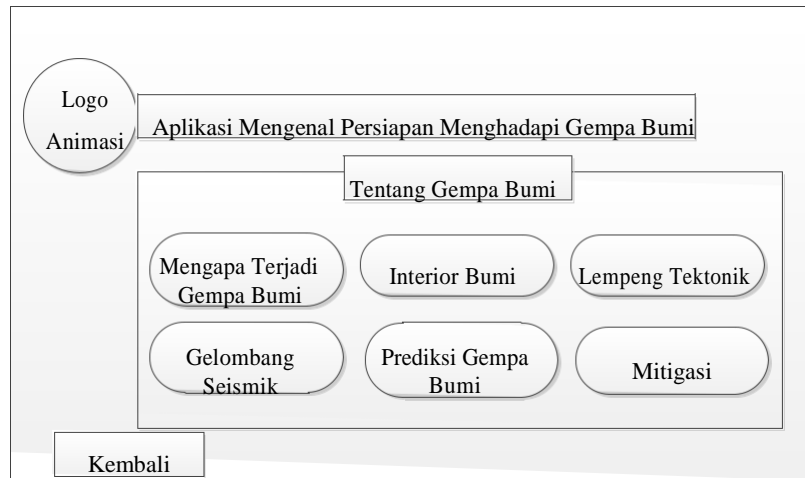 Logo
Animasi
Aplikasi Mengenal Persiapan Menghadapi Gempa Bumi
Tentang Gempa Bumi
Mengapa Terjadi
Gempa Bumi
Interior Bumi
Lempeng Tektonik
Gelombang
Seismik
Prediksi Gempa
Bumi
Mitigasi
Kembali